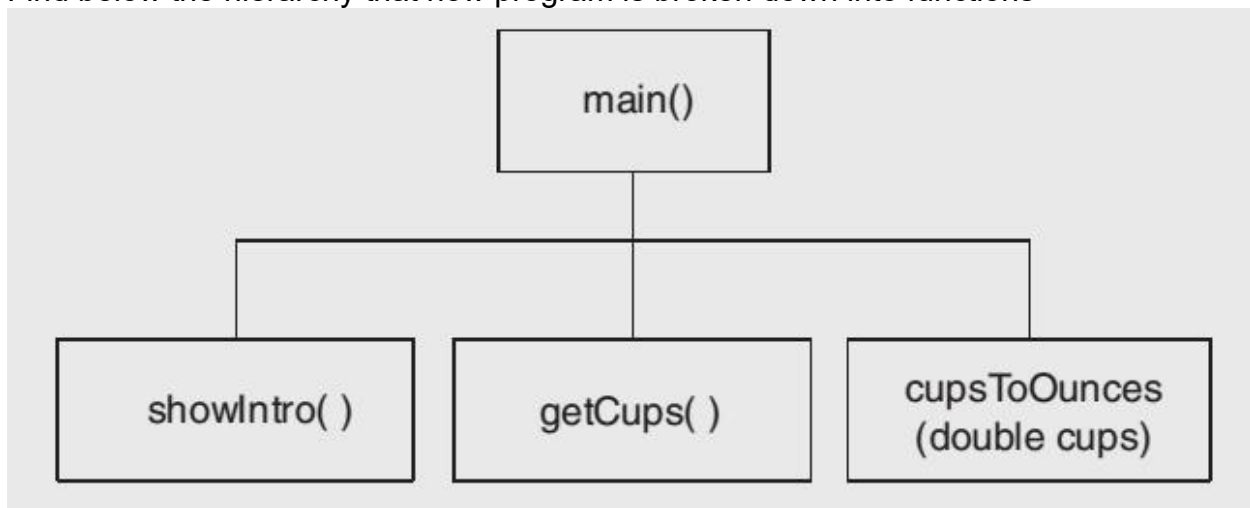 Find below the hierarchy that how program is broken down into functions
main()
showIntro( )
getCups( )
cupsToOunces
(double cups)